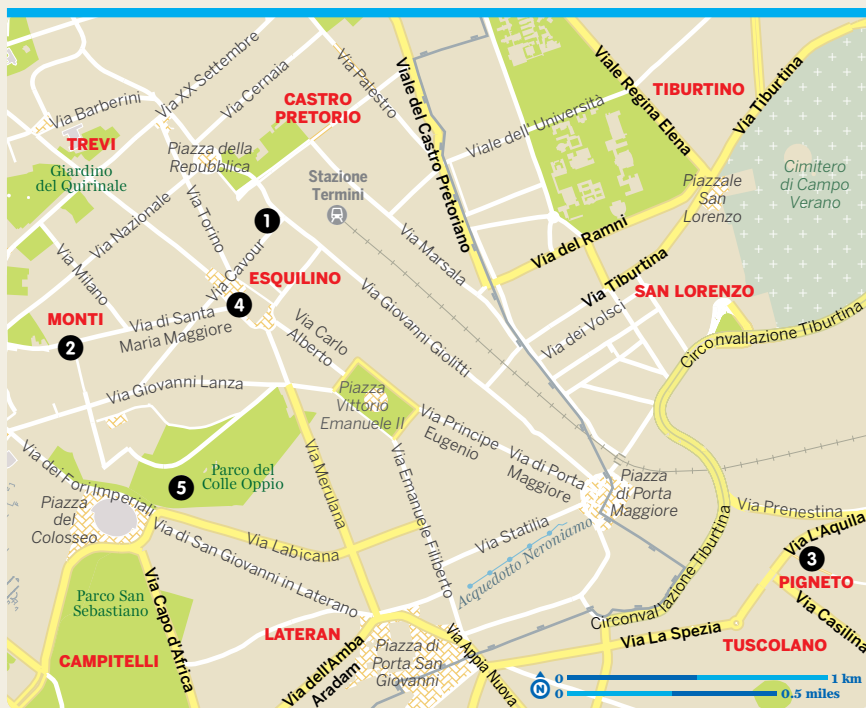 Via XX Settembre
Via Cernaia
Via Palestro
Via Barberini
CASTRO
PRETORIO
TREVI
Giardino
del Quirinale
Piazza della
Repubblica
Stazione
Termini
Viale del Castro Pretoriano
Viale dell' Università
Viale Regina Elena
TIBURTINO
Via Tiburtina
Cimitero
di Campo
Verano
Piazzale
San
Lorenzo
Via Nazionale
Via Torino
1
Via Cavour
Via Milano
ESQUILINO
4
MONTI
2
Via di Santa
Maria Maggiore
Via Marsala
Via del Ramni
Via Tiburtina
SAN LORENZO
Via Giovanni Giolitti
Via dei Volsci
Circonvallazione Tiburtina
Via Carlo
Alberto
Via Giovanni Lanza
Piazza
Vittorio
Emanuele II
Via Principe
Eugenio
Via di Porta
Maggiore
Piazza
di Porta
Maggiore
Via Merulana
Via Emanuele Filiberto
Parco del
Colle Oppio
5
Via dei Fori Imperiali
Piazza
del
Colosseo
Via Labicana
Via di San Giovanni in Laterano
Via Statilia
Acquedotto Neroniamo
Via Prenestina
Via L'Aquila
3
PIGNETO
Via Casilina
Circonvallazione Tiburtina
Parco San
Sebastiano
Via Capo d'Africa
CAMPITELLI
LATERAN
Via dell'Amba
Aradam
Piazza di
Porta San
Giovanni
Via Appia Nuova
Via La Spezia
TUSCOLANO
N
0
1 km
0
0.5 miles